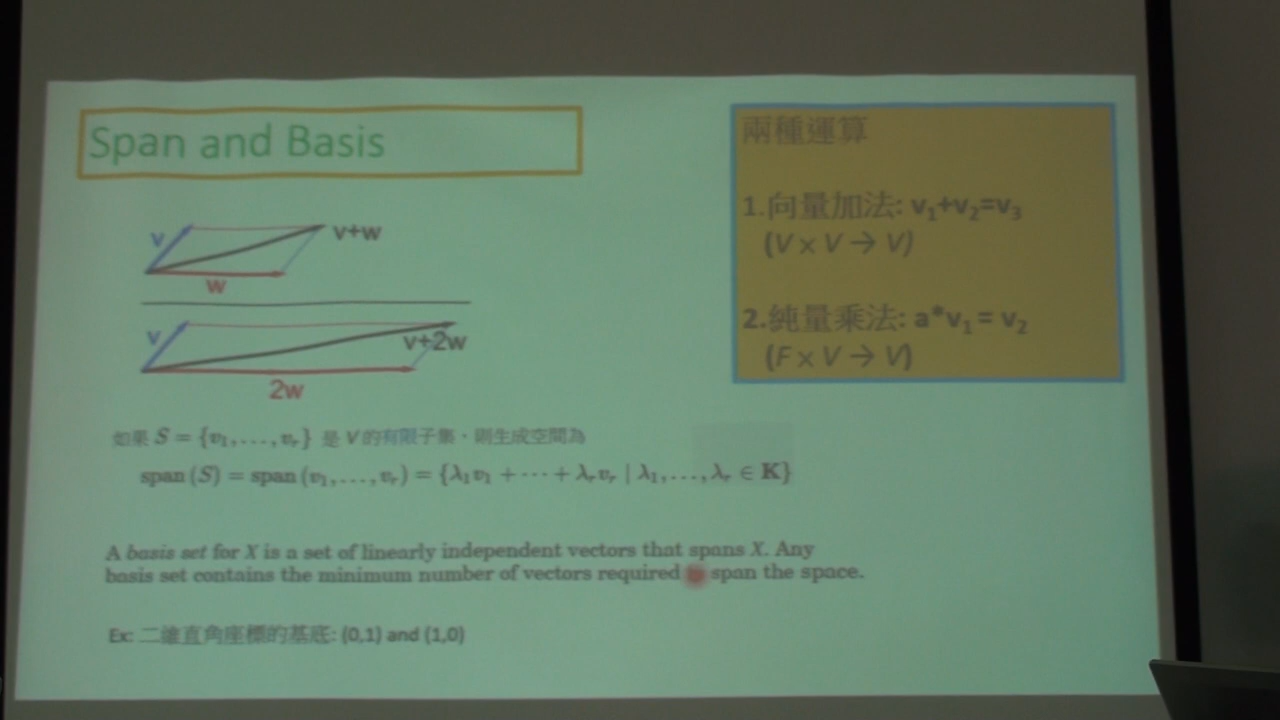 Span and Basis
兩種運算
1.向量加法: v₁+v₂=v₃
(V × V → V)
2.純量乘法: a*v₁ = v₂
(F × V → V)
v
v+w
w
v
v+2w
2w
如果 S = {v₁,…,vᵣ} 是 V 的有限子集、則生成空間為
span (S) = span (v₁,…,vᵣ) = {λ₁v₁ + ⋯ + λᵣvᵣ | λ₁,…,λᵣ ∈ K}
A basis set for X is a set of linearly independent vectors that spans X. Any
basis set contains the minimum number of vectors required span the space.
Ex: 二維直角座標的基底: (0,1) and (1,0)